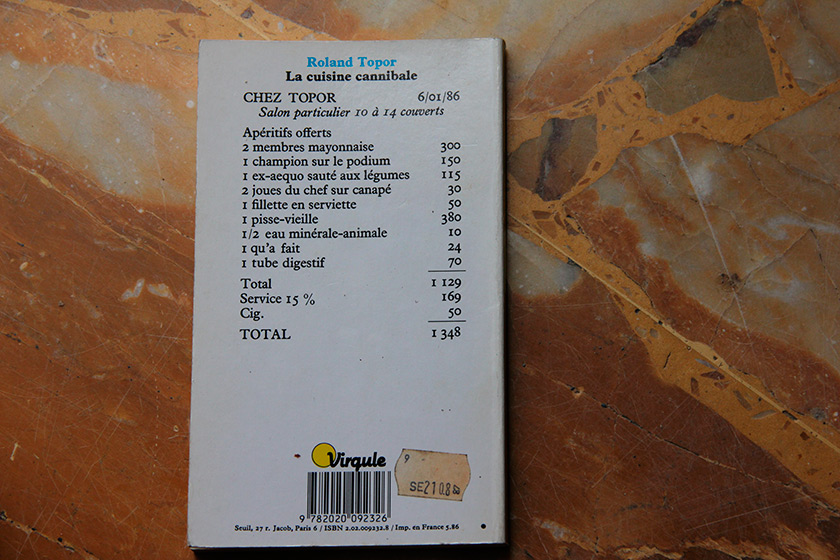 Roland Topor
La cuisine cannibale
CHEZ TOPOR 6/01/86
Salon particulier 10 à 14 couverts
Apéritifs offerts
2 membres mayonnaise 300
1 champion sur le podium 150
1 ex-aequo sauté aux légumes 115
2 joues du chef sur canapé 30
1 fillette en serviette 50
1 pisse-vieille 380
1/2 eau minérale-animale 10
1 qu'a fait 24
1 tube digestif 70
Total 1 129
Service 15 % 169
Cig. 50
TOTAL 1 348
Virgule
9
SE2108
9 782020 092326
Seuil, 27 r. Jacob, Paris 6 / ISBN 2.02.009232.8 / Imp. en France 5.86